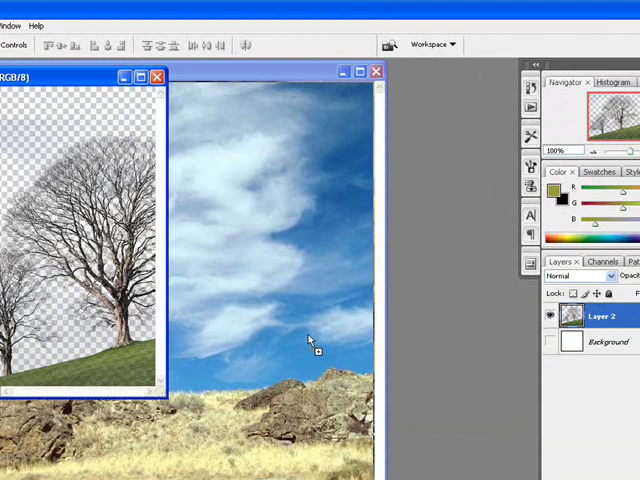 Window Help
Controls
Workspace
RGB/8)
Navigator × Histogram
100%
Color × Swatches Style
R
G
B
A
¶
Layers × Channels Pat
Normal Opacit
Lock: F
Layer 2
Background